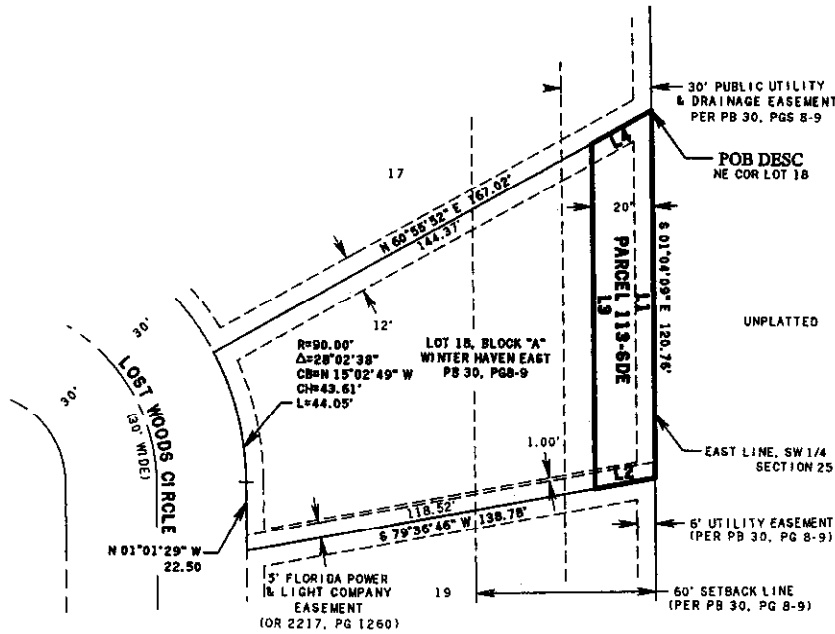 30' PUBLIC UTILITY
& DRAINAGE EASEMENT
PER PB 30, PGS 8-9
L4
POB DESC
NE COR LOT 18
17
N 60°55'52" E 167.02'
144.37'
20'
S 01°04'09" E 120.76'
L1
PARCEL 113-SDE
L3
UNPLATTED
12'
30'
30'
LOST WOODS CIRCLE
(30' WIDE)
R=90.00'
Δ=28°02'38"
CB=N 15°02'49" W
CH=43.61'
L=44.05'
LOT 18, BLOCK "A"
WINTER HAVEN EAST
PB 30, PG8-9
1.00'
EAST LINE, SW 1/4
SECTION 25
L2
118.52'
S 79°36'46" W 138.78'
N 01°01'29" W
22.50
6' UTILITY EASEMENT
(PER PB 30, PG 8-9)
5' FLORIDA POWER
& LIGHT COMPANY
EASEMENT
(OR 2217, PG 1260)
19
60' SETBACK LINE
(PER PB 30, PG 8-9)